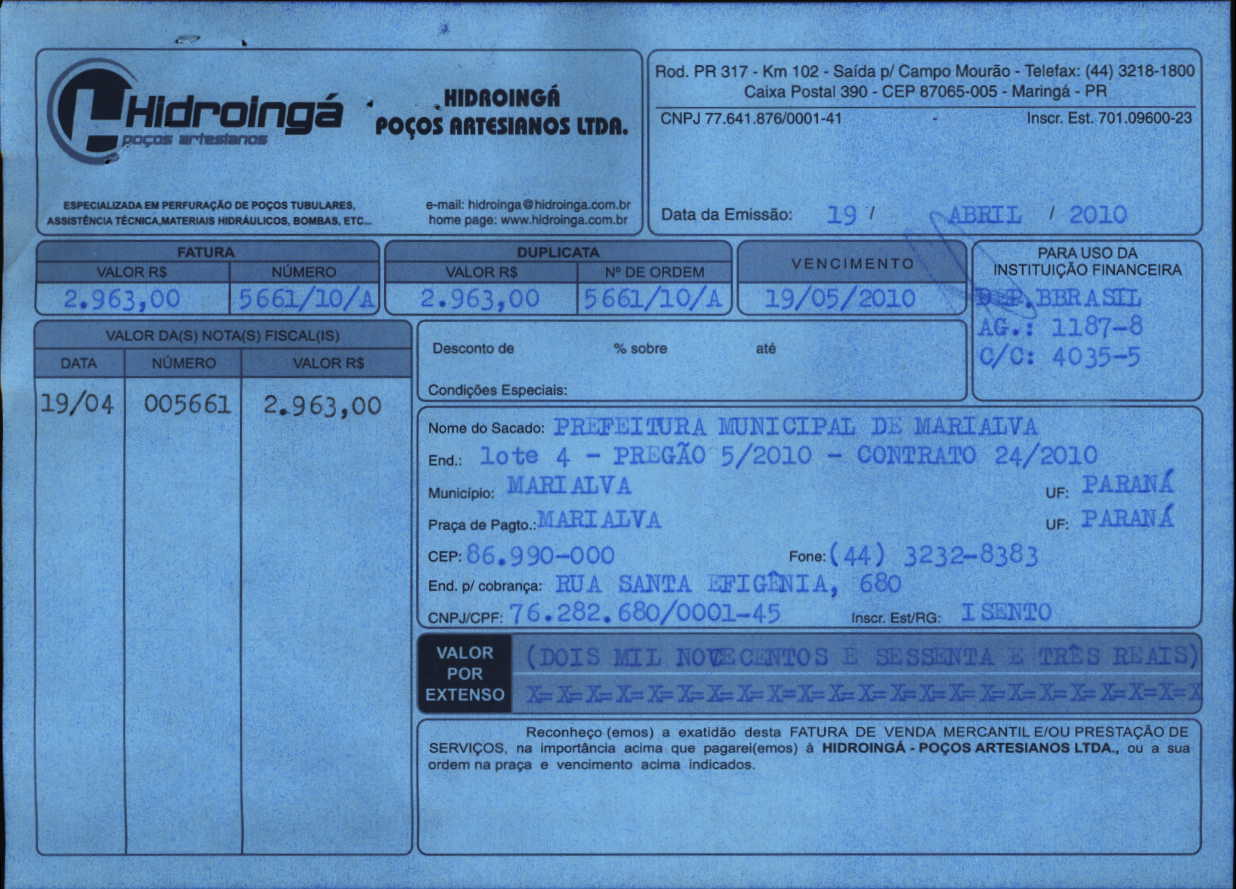 Hidroingá
poços artesianos
HIDROINGÁ
POÇOS ARTESIANOS LTDA.
ESPECIALIZADA EM PERFURAÇÃO DE POÇOS TUBULARES,
ASSISTÊNCIA TÉCNICA,MATERIAIS HIDRÁULICOS, BOMBAS, ETC...
e-mail: hidroinga@hidroinga.com.br
home page: www.hidroinga.com.br
Rod. PR 317 - Km 102 - Saída p/ Campo Mourão - Telefax: (44) 3218-1800
Caixa Postal 390 - CEP 87065-005 - Maringá - PR
CNPJ 77.641.876/0001-41 Inscr. Est. 701.09600-23
Data da Emissão: 19 / ABRIL / 2010
FATURA
VALOR R$ NÚMERO
2.963,00 5661/10/A
DUPLICATA
VALOR R$ Nº DE ORDEM
2.963,00 5661/10/A
VENCIMENTO
19/05/2010
PARA USO DA
INSTITUIÇÃO FINANCEIRA
DEP.BBRASIL
AG.: 1187-8
C/C: 4035-5
VALOR DA(S) NOTA(S) FISCAL(IS)
DATA NÚMERO VALOR R$
19/04 005661 2.963,00
Desconto de % sobre até
Condições Especiais:
Nome do Sacado: PREFEITURA MUNICIPAL DE MARIALVA
End.: lote 4 - PREGÃO 5/2010 - CONTRATO 24/2010
Município: MARIALVA UF: PARANÁ
Praça de Pagto.: MARIALVA UF: PARANÁ
CEP: 86.990-000 Fone: (44) 3232-8383
End. p/ cobrança: RUA SANTA EFIGÊNIA, 680
CNPJ/CPF: 76.282.680/0001-45 Inscr. Est/RG: ISENTO
VALOR
POR
EXTENSO
(DOIS MIL NOVECENTOS E SESSENTA E TRÊS REAIS)
X=X=X=X=X=X=X=X=X=X=X=X=X=X=X=X=X=X=X=X=X=X=X
Reconheço (emos) a exatidão desta FATURA DE VENDA MERCANTIL E/OU PRESTAÇÃO DE
SERVIÇOS, na importância acima que pagarei(emos) à HIDROINGÁ - POÇOS ARTESIANOS LTDA., ou a sua
ordem na praça e vencimento acima indicados.